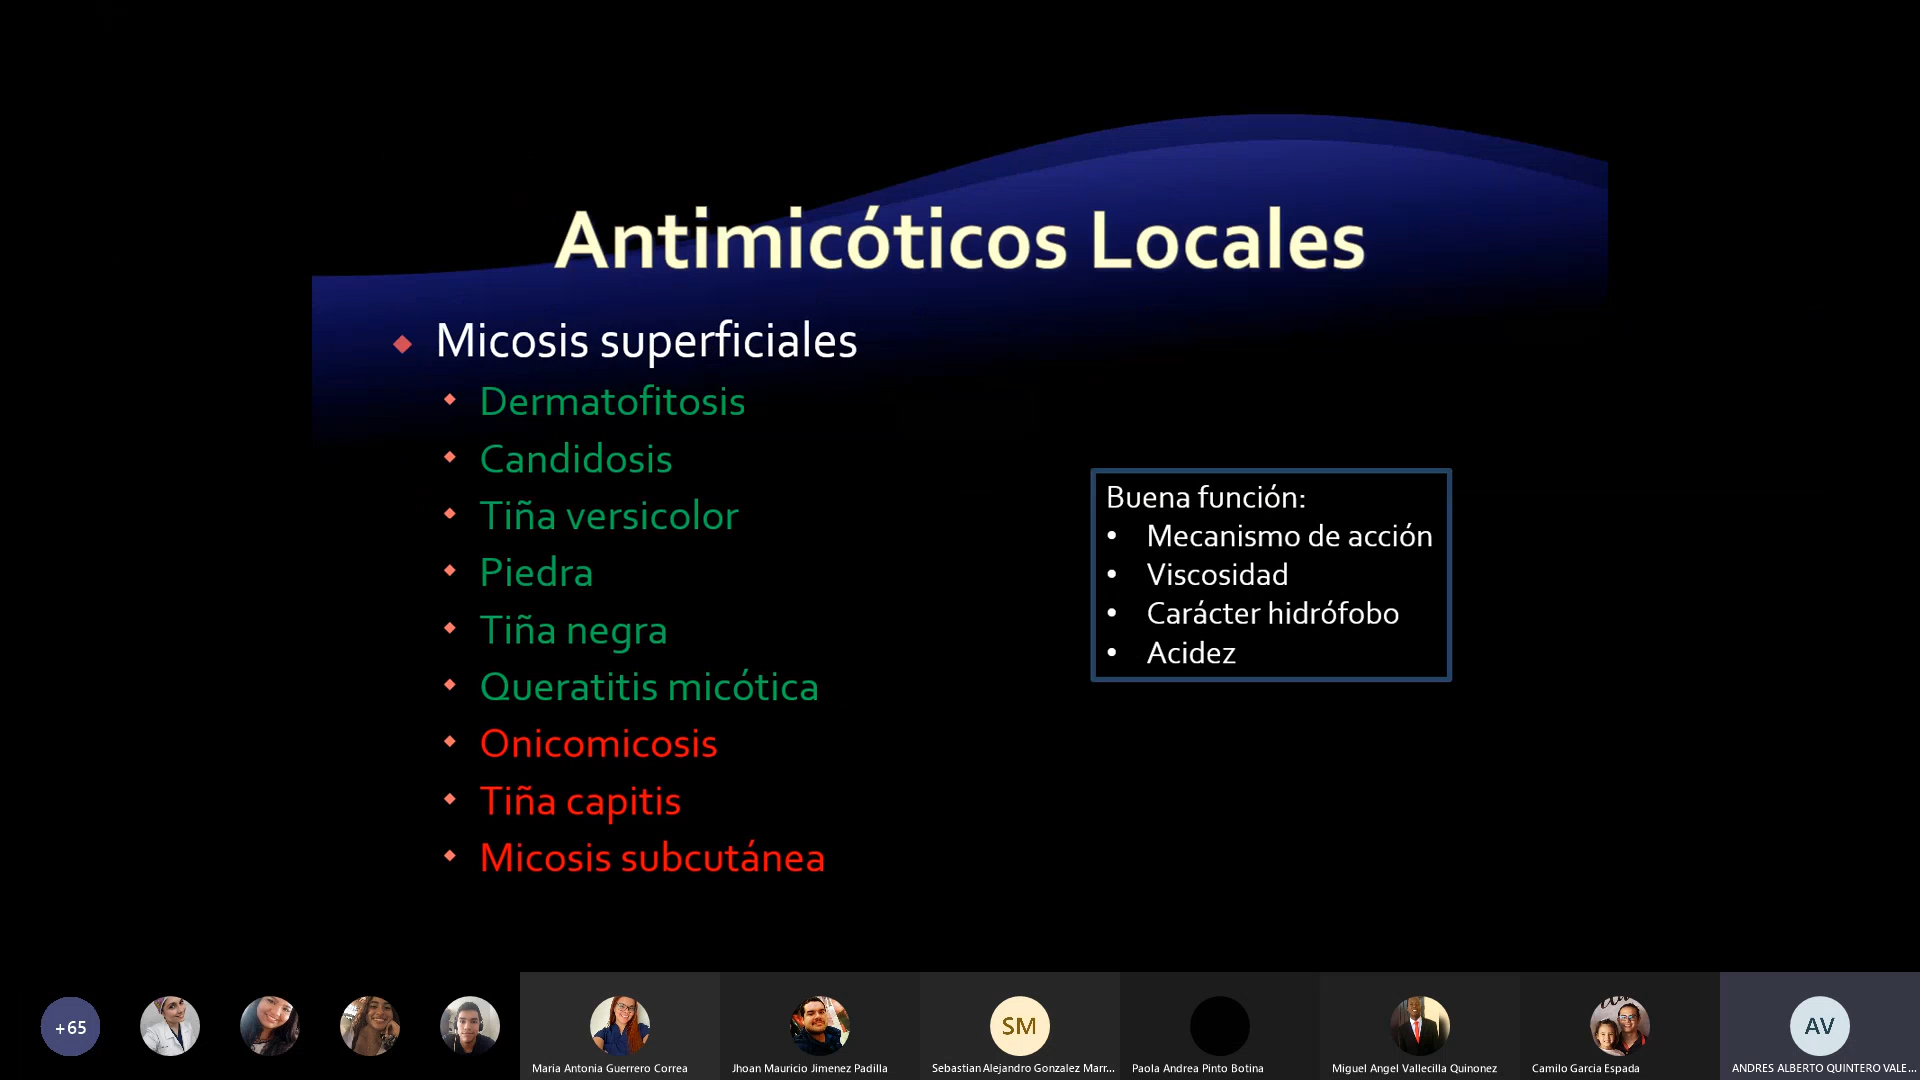 Antimicóticos Locales
Micosis superficiales
Dermatofitosis
Candidosis
Tiña versicolor
Piedra
Tiña negra
Queratitis micótica
Onicomicosis
Tiña capitis
Micosis subcutánea
Buena función:
• Mecanismo de acción
• Viscosidad
• Carácter hidrófobo
• Acidez
+65
SM
AV
Maria Antonia Guerrero Correa
Jhoan Mauricio Jimenez Padilla
Sebastian Alejandro Gonzalez Marr...
Paola Andrea Pinto Botina
Miguel Angel Vallecilla Quinonez
Camilo Garcia Espada
ANDRES ALBERTO QUINTERO VALE...